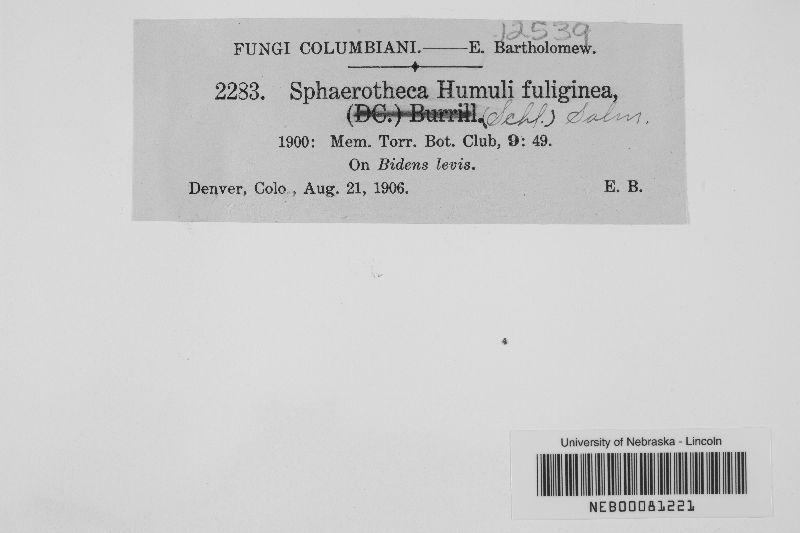 12539
FUNGI COLUMBIANI.——E. Bartholomew.
2283. Sphaerotheca Humuli fuliginea,
(DC.) Burrill. (Schl.) Salm.
1900: Mem. Torr. Bot. Club, 9: 49.
On Bidens levis.
Denver, Colo., Aug. 21, 1906. E. B.
University of Nebraska - Lincoln
NEB00081221